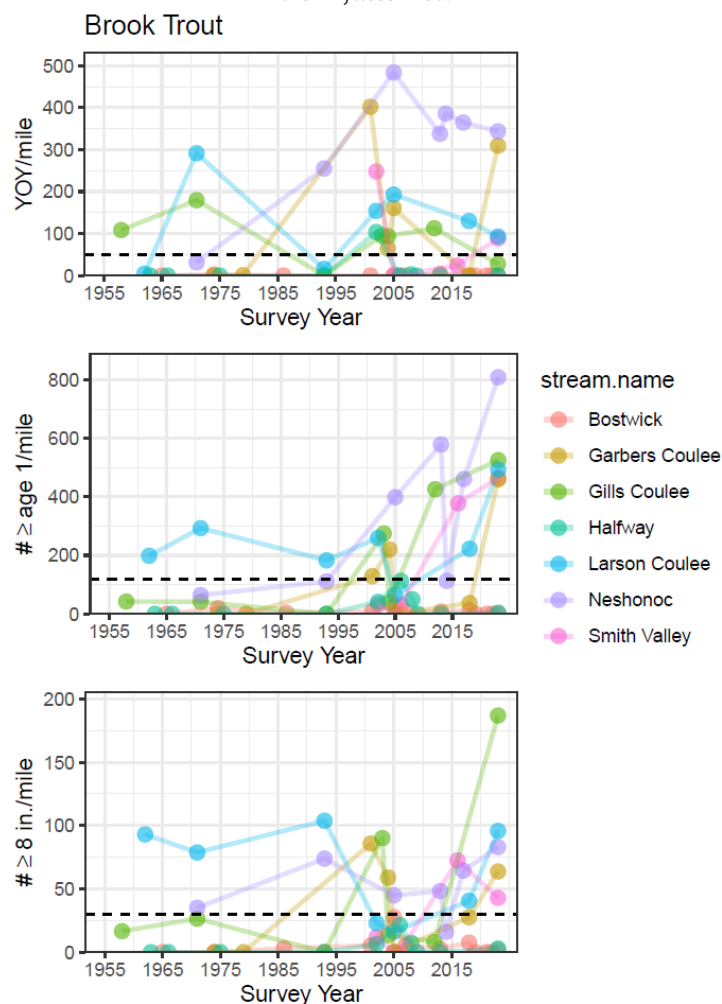 Brook Trout
YOY/mile
500
400
300
200
100
0
1955 1965 1975 1985 1995 2005 2015
Survey Year
# ≥ age 1/mile
800
600
400
200
0
1955 1965 1975 1985 1995 2005 2015
Survey Year
stream.name
Bostwick
Garbers Coulee
Gills Coulee
Halfway
Larson Coulee
Neshonoc
Smith Valley
# ≥ 8 in./mile
200
150
100
50
0
1955 1965 1975 1985 1995 2005 2015
Survey Year